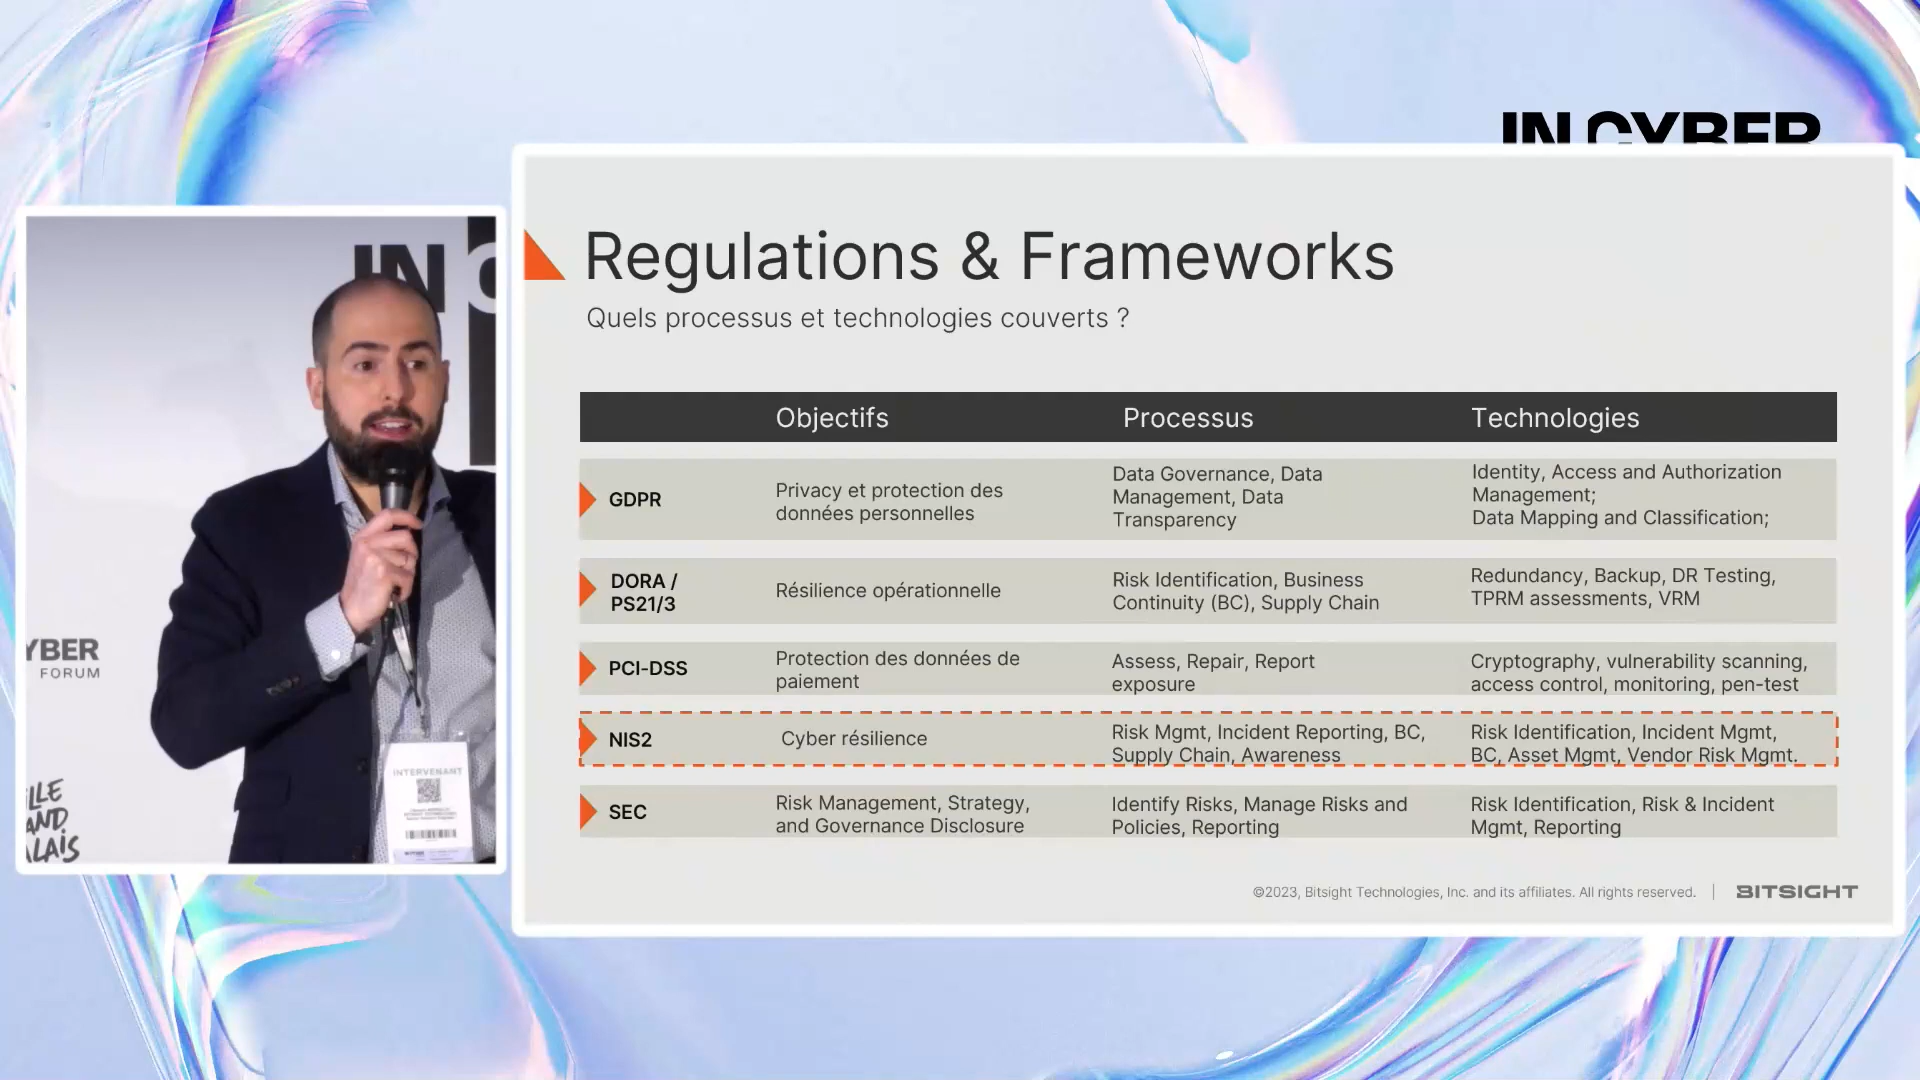 IN CYBER
Regulations & Frameworks
Quels processus et technologies couverts ?
Objectifs
Processus
Technologies
GDPR
Privacy et protection des
données personnelles
Data Governance, Data
Management, Data
Transparency
Identity, Access and Authorization
Management;
Data Mapping and Classification;
DORA /
PS21/3
Résilience opérationnelle
Risk Identification, Business
Continuity (BC), Supply Chain
Redundancy, Backup, DR Testing,
TPRM assessments, VRM
PCI-DSS
Protection des données de
paiement
Assess, Repair, Report
exposure
Cryptography, vulnerability scanning,
access control, monitoring, pen-test
NIS2
Cyber résilience
Risk Mgmt, Incident Reporting, BC,
Supply Chain, Awareness
Risk Identification, Incident Mgmt,
BC, Asset Mgmt, Vendor Risk Mgmt.
SEC
Risk Management, Strategy,
and Governance Disclosure
Identify Risks, Manage Risks and
Policies, Reporting
Risk Identification, Risk & Incident
Mgmt, Reporting
©2023, Bitsight Technologies, Inc. and its affiliates. All rights reserved.
BITSIGHT
IN C
YBER
FORUM
LLE
AND
ALAIS
INTERVENANT